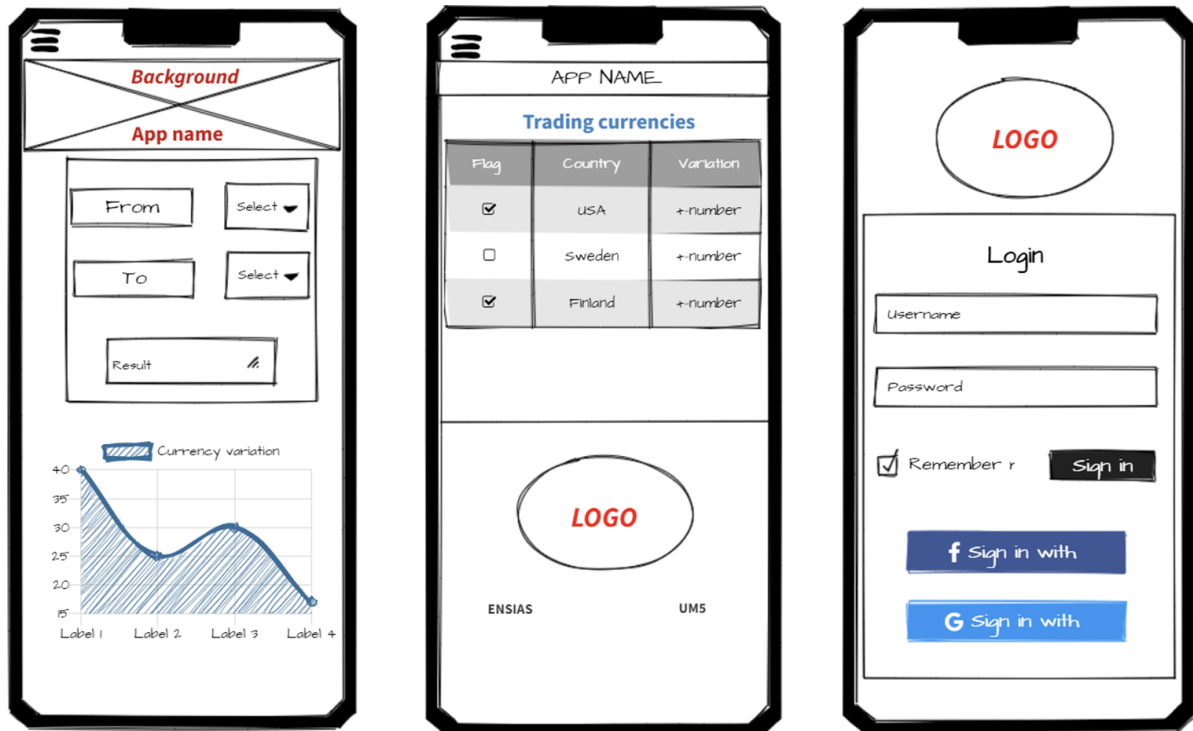 Background
App name
From
Select
To
Select
Result
Currency variation
40
35
30
25
20
15
Label 1 Label 2 Label 3 Label 4
APP NAME
Trading currencies
Flag Country Variation
USA +-number
Sweden +-number
Finland +-number
LOGO
ENSIAS UM5
LOGO
Login
Username
Password
Remember r
Sign in
f Sign in with
G Sign in with